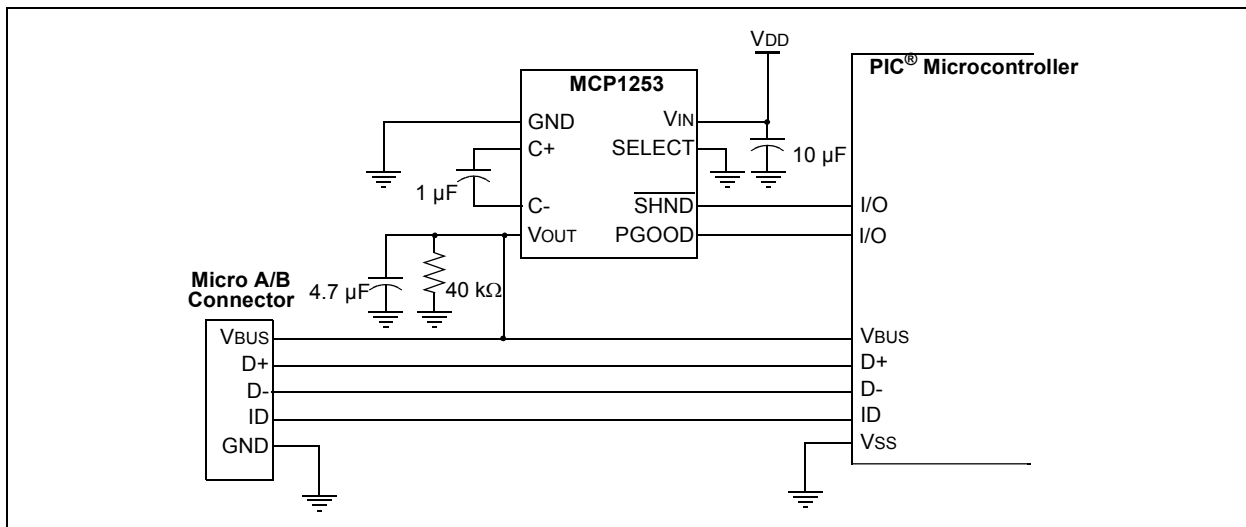 VDD
PIC® Microcontroller
MCP1253
GND
VIN
C+
SELECT
10 µF
1 µF
C-
SHND
I/O
VOUT
PGOOD
I/O
Micro A/B
Connector
4.7 µF
40 kΩ
VBUS
VBUS
D+
D+
D-
D-
ID
ID
GND
VSS